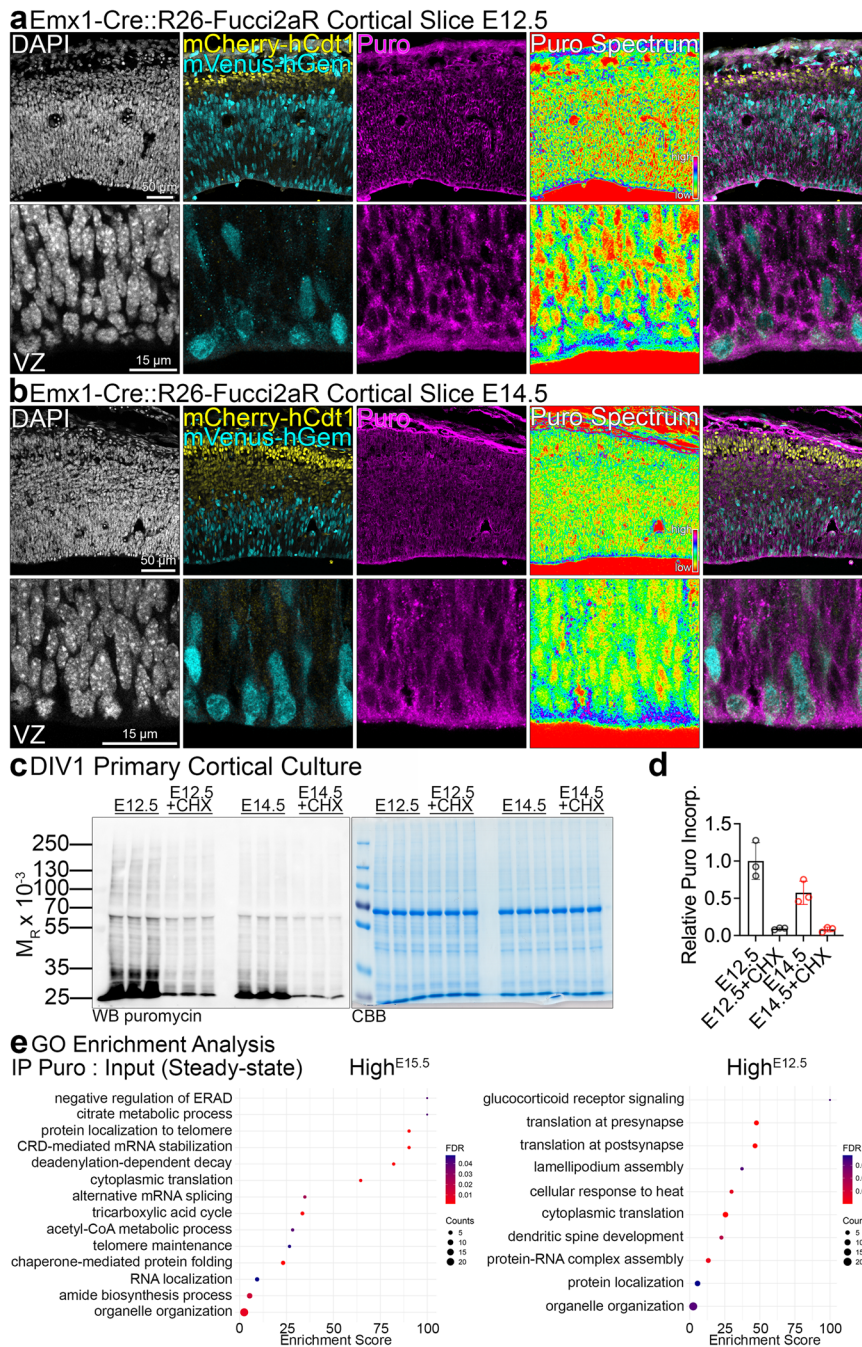 a Emx1-Cre::R26-Fucci2aR Cortical Slice E12.5
DAPI
mCherry-hCdt1
mVenus-hGem
Puro
Puro Spectrum
high
low
50 µm
VZ
15 µm
b Emx1-Cre::R26-Fucci2aR Cortical Slice E14.5
DAPI
mCherry-hCdt1
mVenus-hGem
Puro
Puro Spectrum
high
low
50 µm
VZ
15 µm
c DIV1 Primary Cortical Culture
E12.5
E12.5
+CHX
E14.5
E14.5
+CHX
E12.5
E12.5
+CHX
E14.5
E14.5
+CHX
MR x 10-3
250
130
100
70
55
35
25
WB puromycin
CBB
d
Relative Puro Incorp.
1.5
1.0
0.5
0.0
E12.5
E12.5+CHX
E14.5
E14.5+CHX
e GO Enrichment Analysis
IP Puro : Input (Steady-state)
HighE15.5
negative regulation of ERAD
citrate metabolic process
protein localization to telomere
CRD-mediated mRNA stabilization
deadenylation-dependent decay
cytoplasmic translation
alternative mRNA splicing
tricarboxylic acid cycle
acetyl-CoA metabolic process
telomere maintenance
chaperone-mediated protein folding
RNA localization
amide biosynthesis process
organelle organization
0 25 50 75 100
Enrichment Score
FDR
0.04
0.03
0.02
0.01
Counts
5
10
15
20
HighE12.5
glucocorticoid receptor signaling
translation at presynapse
translation at postsynapse
lamellipodium assembly
cellular response to heat
cytoplasmic translation
dendritic spine development
protein-RNA complex assembly
protein localization
organelle organization
0 25 50 75 100
Enrichment Score
FDR
Counts
5
10
15
20